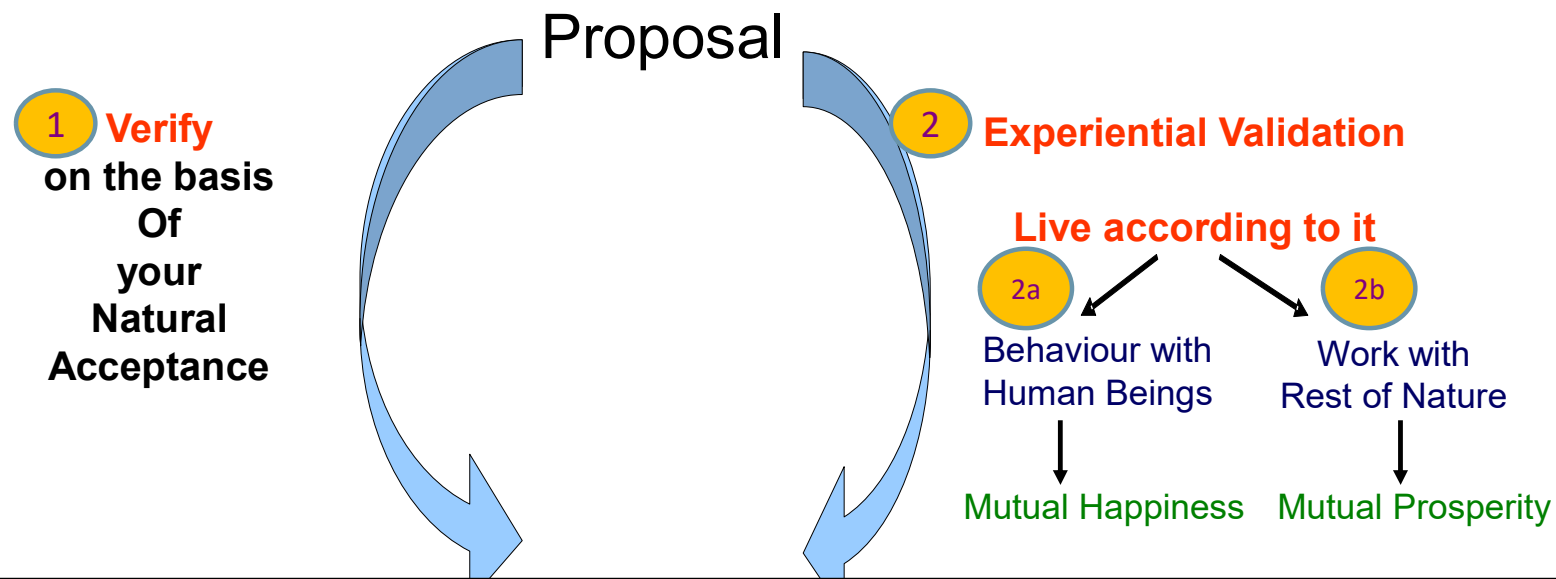 Proposal
1 Verify
on the basis
Of
your
Natural
Acceptance
2 Experiential Validation
Live according to it
2a
Behaviour with
Human Beings
Mutual Happiness
2b
Work with
Rest of Nature
Mutual Prosperity